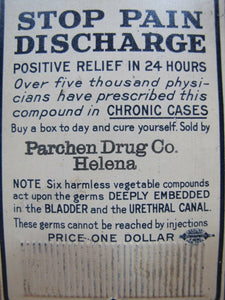 STOP PAIN
DISCHARGE
POSITIVE RELIEF IN 24 HOURS
Over five thousand physi-
cians have prescribed this
compound in CHRONIC CASES
Buy a box to day and cure yourself. Sold by
Parchen Drug Co.
Helena
NOTE Six harmless vegetable compounds
act upon the germs DEEPLY EMBEDDED
in the BLADDER and the URETHRAL CANAL.
These germs cannot be reached by injections
PRICE ONE DOLLAR